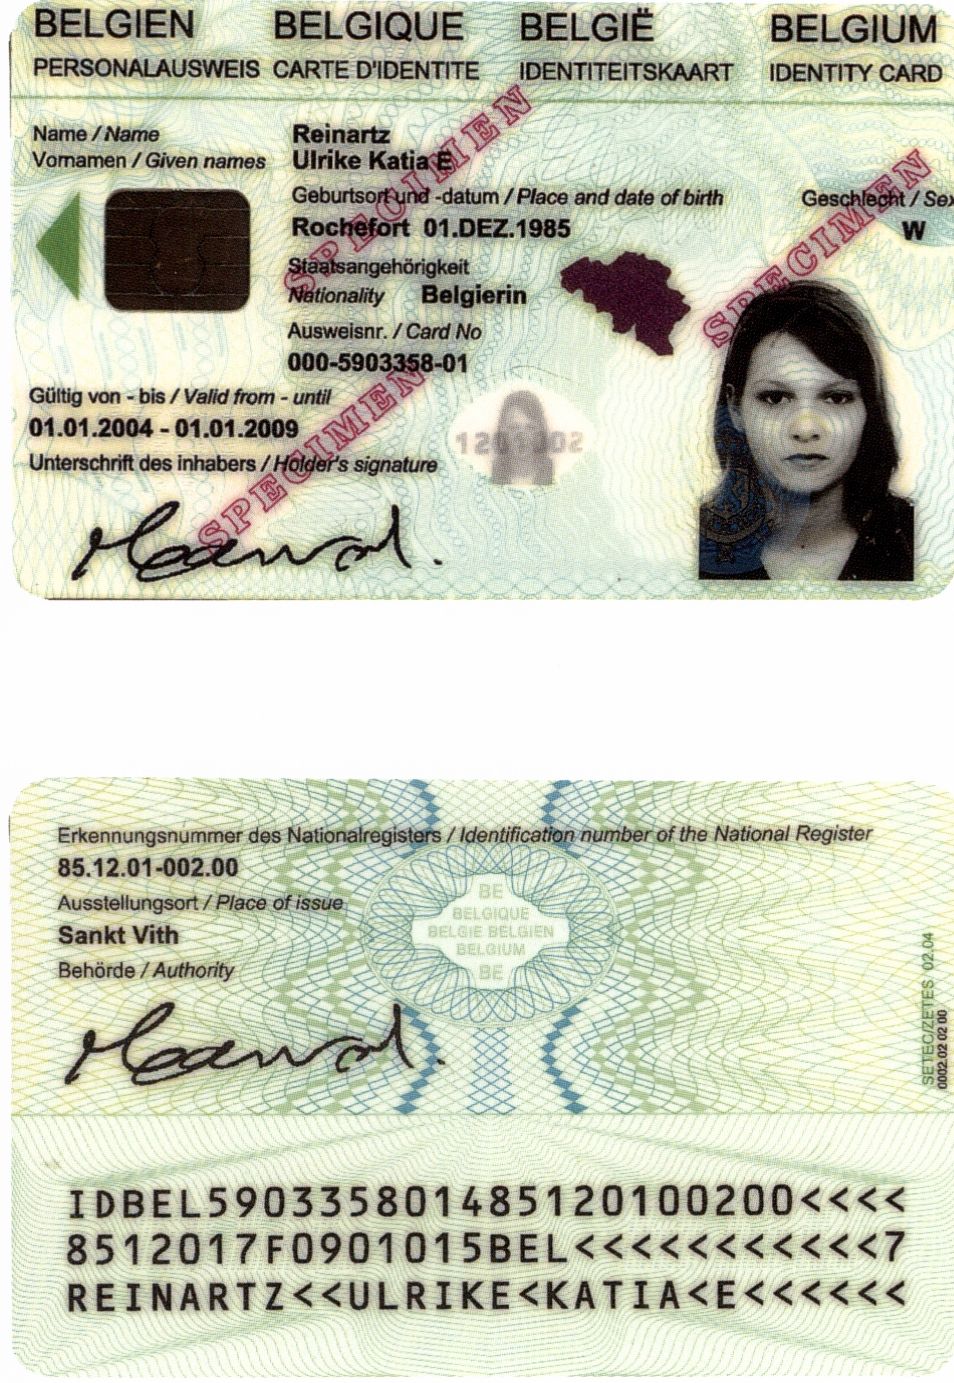 BELGIEN BELGIQUE BELGIË BELGIUM
PERSONALAUSWEIS CARTE D'IDENTITE IDENTITEITSKAART IDENTITY CARD
Name / Name Reinartz
Vornamen / Given names Ulrike Katia E
Geburtsort und -datum / Place and date of birth Geschlecht / Sex
Rochefort 01.DEZ.1985 W
Staatsangehörigkeit
Nationality Belgierin
Ausweisnr. / Card No
000-5903358-01
Gültig von - bis / Valid from - until
01.01.2004 - 01.01.2009
Unterschrift des inhabers / Holder's signature
SPECIMEN
SPECIMEN
SPECIMEN
Erkennungsnummer des Nationalregisters / Identification number of the National Register
85.12.01-002.00
Ausstellungsort / Place of issue
Sankt Vith
Behörde / Authority
BE
BELGIQUE
BELGIE BELGIEN
BELGIUM
BE
SETEC/ZETES 02.04
0002 02 02 00
IDBEL590335801485120100200<<<<
8512017F0901015BEL<<<<<<<<<<<7
REINARTZ<<ULRIKE<KATIA<E<<<<<<